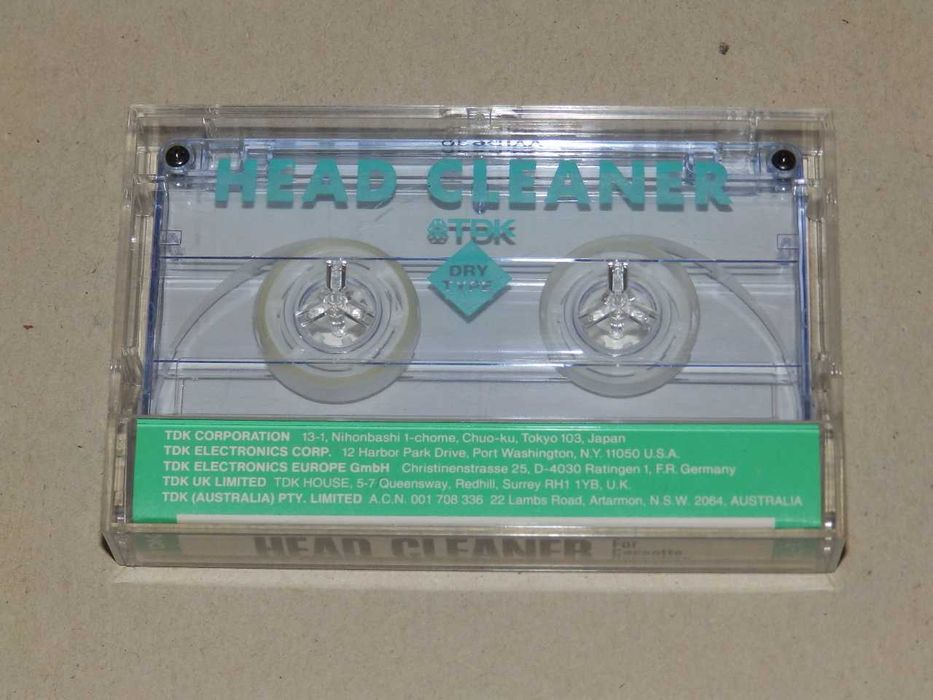 HEAD CLEANER
TDK
DRY
TYPE
TDK CORPORATION 13-1, Nihonbashi 1-chome, Chuo-ku, Tokyo 103, Japan
TDK ELECTRONICS CORP. 12 Harbor Park Drive, Port Washington, N.Y. 11050 U.S.A.
TDK ELECTRONICS EUROPE GmbH Christinenstrasse 25, D-4030 Ratingen 1, F.R. Germany
TDK UK LIMITED TDK HOUSE, 5-7 Queensway, Redhill, Surrey RH1 1YB, U.K.
TDK (AUSTRALIA) PTY. LIMITED A.C.N. 001 708 336 22 Lambs Road, Artarmon, N.S.W. 2064, AUSTRALIA
HEAD CLEANER For
Cassette